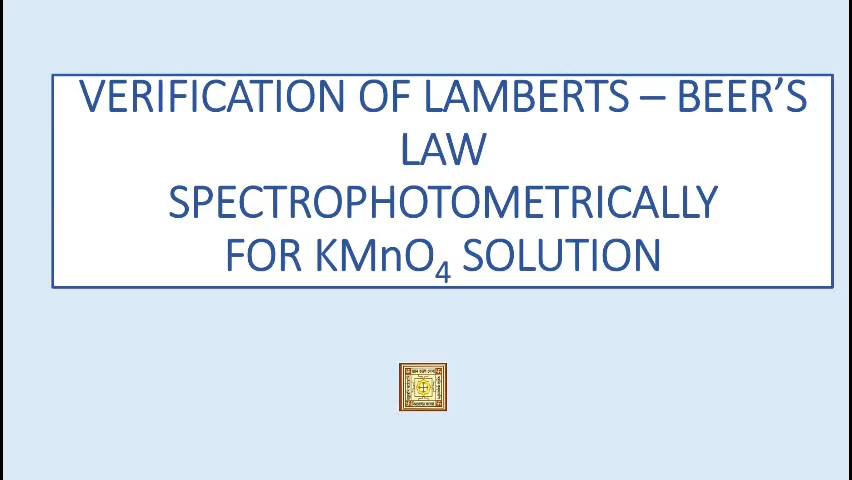 VERIFICATION OF LAMBERTS – BEER’S
LAW
SPECTROPHOTOMETRICALLY
FOR KMnO₄ SOLUTION